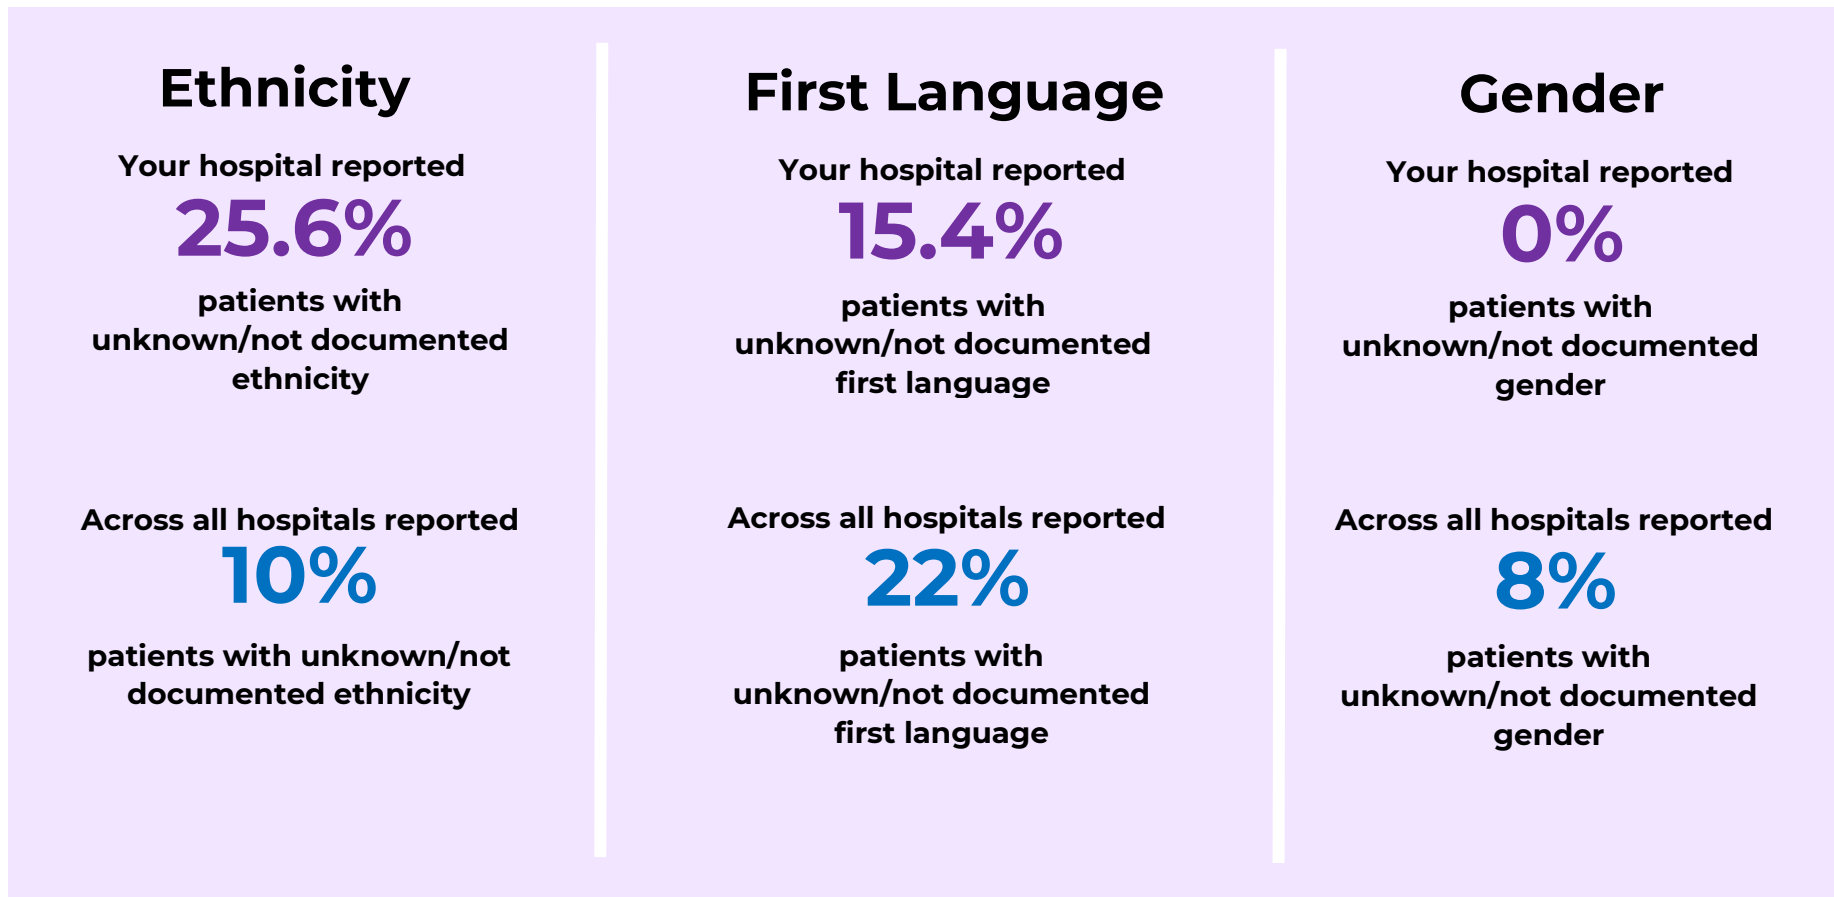 Ethnicity
Your hospital reported
25.6%
patients with
unknown/not documented
ethnicity
Across all hospitals reported
10%
patients with unknown/not
documented ethnicity
First Language
Your hospital reported
15.4%
patients with
unknown/not documented
first language
Across all hospitals reported
22%
patients with
unknown/not documented
first language
Gender
Your hospital reported
0%
patients with
unknown/not documented
gender
Across all hospitals reported
8%
patients with
unknown/not documented
gender